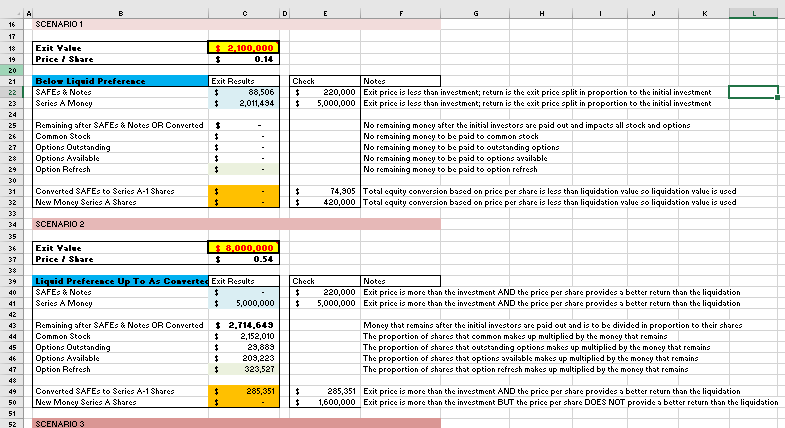 A B C D E F G H I J K L
16 SCENARIO 1
17
18 Exit Value $ 2,100,000
19 Price / Share $ 0.14
20
21 Below Liquid Preference Exit Results Check Notes
22 SAFEs & Notes $ 88,506 $ 220,000 Exit price is less than investment; return is the exit price split in proportion to the initial investment
23 Series A Money $ 2,011,494 $ 5,000,000 Exit price is less than investment; return is the exit price split in proportion to the initial investment
24
25 Remaining after SAFEs & Notes OR Converted $ - No remaining money after the initial investors are paid out and impacts all stock and options
26 Common Stock $ - No remaining money to be paid to common stock
27 Options Outstanding $ - No remaining money to be paid to outstanding options
28 Options Available $ - No remaining money to be paid to options available
29 Option Refresh $ - No remaining money to be paid to option refresh
30
31 Converted SAFEs to Series A-1 Shares $ - $ 74,905 Total equity conversion based on price per share is less than liquidation value so liquidation value is used
32 New Money Series A Shares $ - $ 420,000 Total equity conversion based on price per share is less than liquidation value so liquidation value is used
33
34 SCENARIO 2
35
36 Exit Value $ 8,000,000
37 Price / Share $ 0.54
38
39 Liquid Preference Up To As Converted Exit Results Check Notes
40 SAFEs & Notes $ - $ 220,000 Exit price is more than the investment AND the price per share provides a better return than the liquidation
41 Series A Money $ 5,000,000 $ 5,000,000 Exit price is more than the investment AND the price per share provides a better return than the liquidation
42
43 Remaining after SAFEs & Notes OR Converted $ 2,714,649 Money that remains after the initial investors are paid out and is to be divided in proportion to their shares
44 Common Stock $ 2,152,010 The proportion of shares that common makes up multiplied by the money that remains
45 Options Outstanding $ 29,889 The proportion of shares that outstanding options makes up multiplied by the money that remains
46 Options Available $ 209,223 The proportion of shares that options available makes up multiplied by the money that remains
47 Option Refresh $ 323,527 The proportion of shares that option refresh makes up multiplied by the money that remains
48
49 Converted SAFEs to Series A-1 Shares $ 285,351 $ 285,351 Exit price is more than the investment AND the price per share provides a better return than the liquidation
50 New Money Series A Shares $ - $ 1,600,000 Exit price is more than the investment BUT the price per share DOES NOT provide a better return than the liquidation
51
52 SCENARIO 3